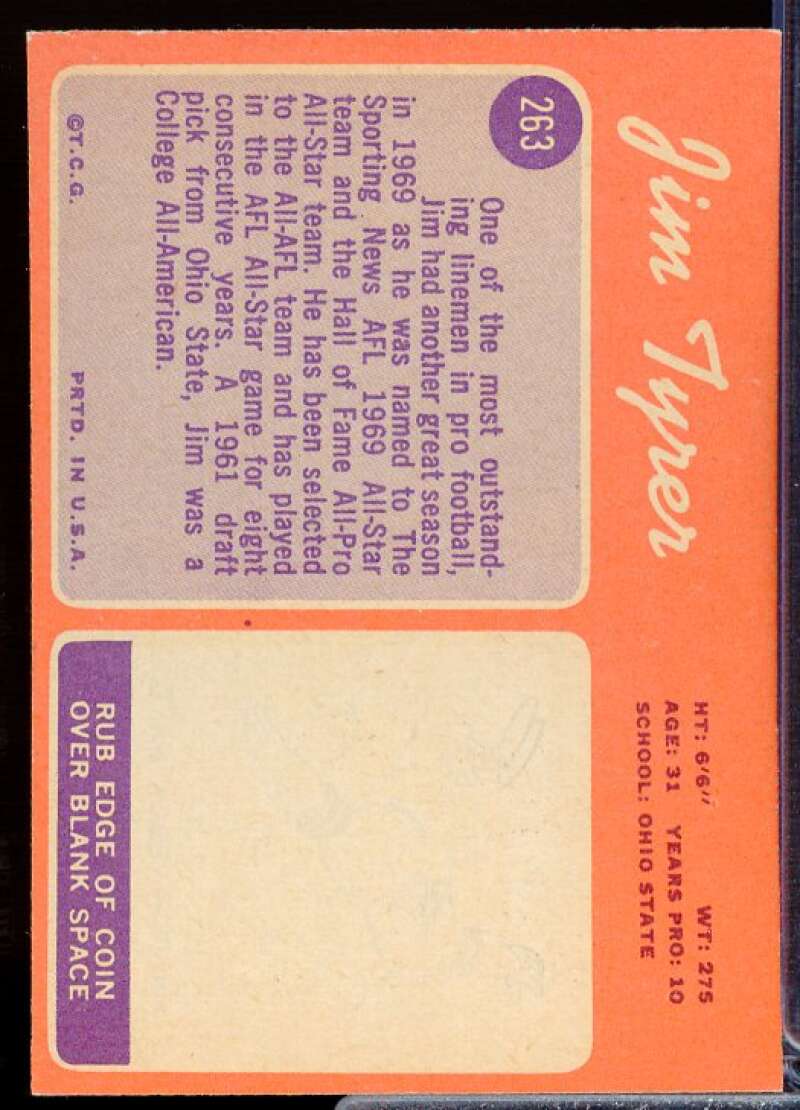 Jim Tyrer
HT: 6'6" WT: 275
AGE: 31 YEARS PRO: 10
SCHOOL: OHIO STATE
263
One of the most outstand-
ing linemen in pro football,
Jim had another great season
in 1969 as he was named to The
Sporting News AFL 1969 All-Star
team and the Hall of Fame All-Pro
All-Star team. He has been selected
to the All-AFL team and has played
in the AFL All-Star game for eight
consecutive years. A 1961 draft
pick from Ohio State, Jim was a
College All-American.
©T.C.G. PRTD. IN U.S.A.
RUB EDGE OF COIN
OVER BLANK SPACE